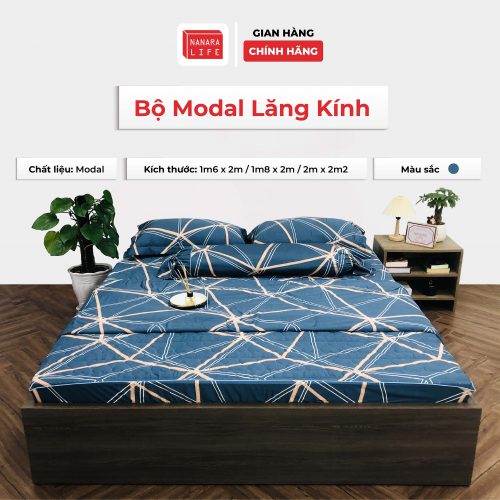 NANARA
LIFE
GIAN HÀNG
CHÍNH HÃNG
Bộ Modal Lăng Kính
Chất liệu: Modal
Kích thước: 1m6 x 2m / 1m8 x 2m / 2m x 2m2
Màu sắc